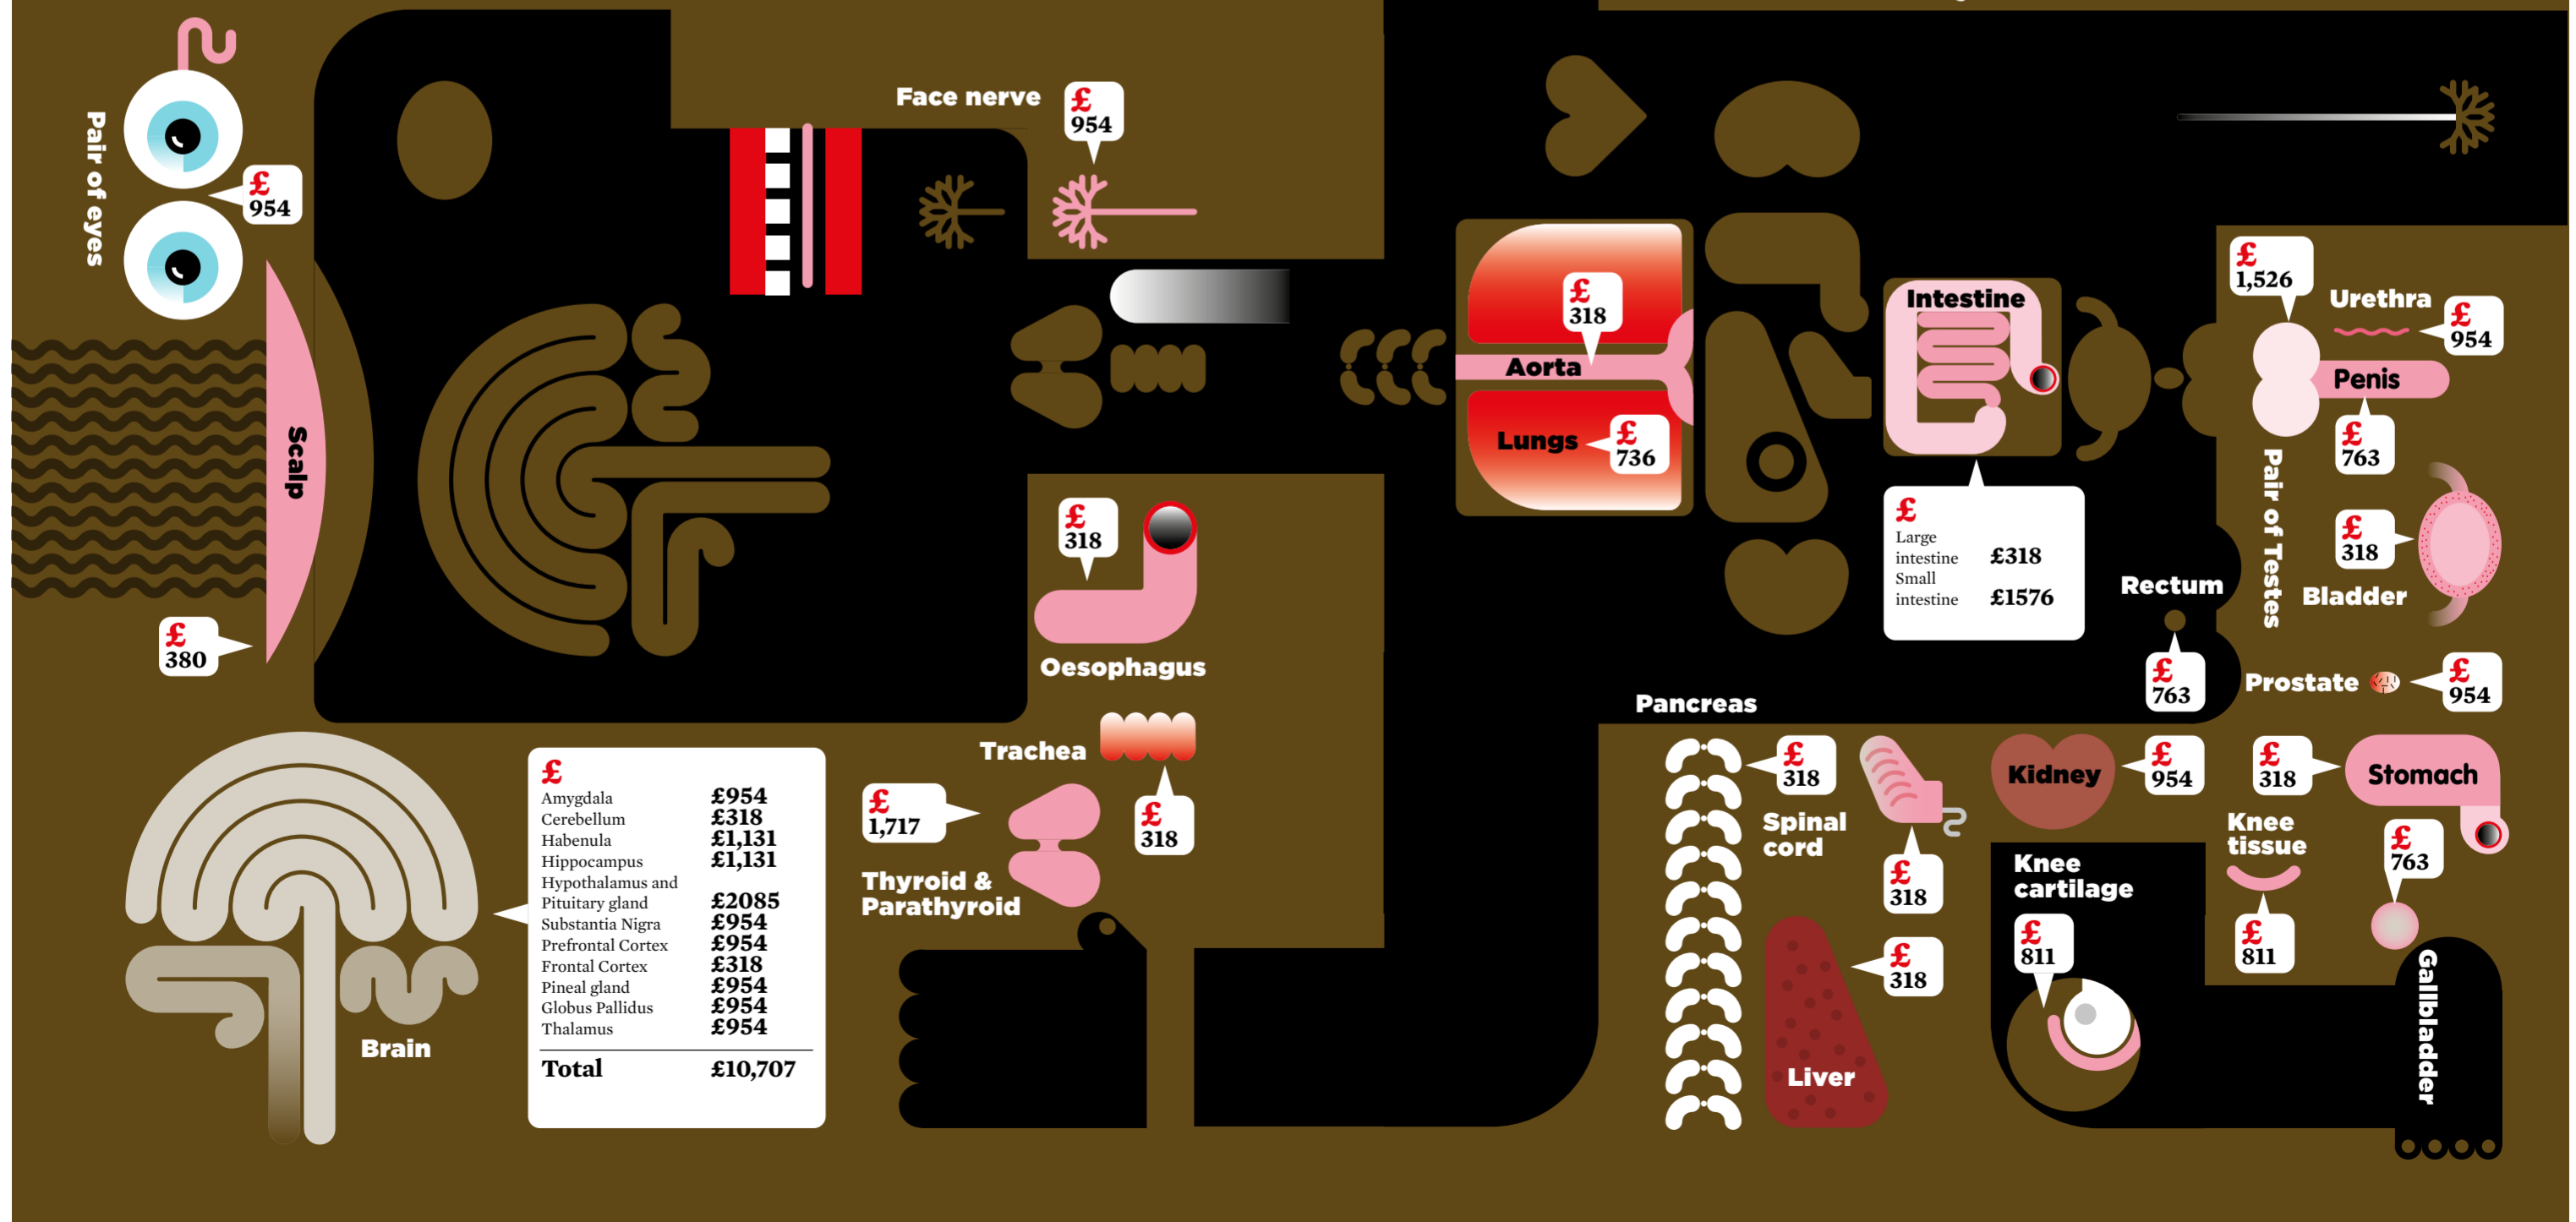 Pair of eyes
£
954
Face nerve
£
954
Scalp
£
380
£
318
Oesophagus
Trachea
£
318
£
1,717
Thyroid &
Parathyroid
Brain
£
Amygdala £954
Cerebellum £318
Habenula £1,131
Hippocampus £1,131
Hypothalamus and
Pituitary gland £2085
Substantia Nigra £954
Prefrontal Cortex £954
Frontal Cortex £318
Pineal gland £954
Globus Pallidus £954
Thalamus £954
Total £10,707
£
318
Aorta
Lungs
£
736
Intestine
£
Large
intestine £318
Small
intestine £1576
£
1,526
Pair of Testes
Urethra
£
954
Penis
£
763
£
318
Bladder
Rectum
£
763
Prostate
£
954
Pancreas
£
318
Spinal
cord
£
318
Kidney
£
954
£
318
Stomach
Knee
tissue
£
811
£
763
Gallbladder
Knee
cartilage
£
811
£
318
Liver